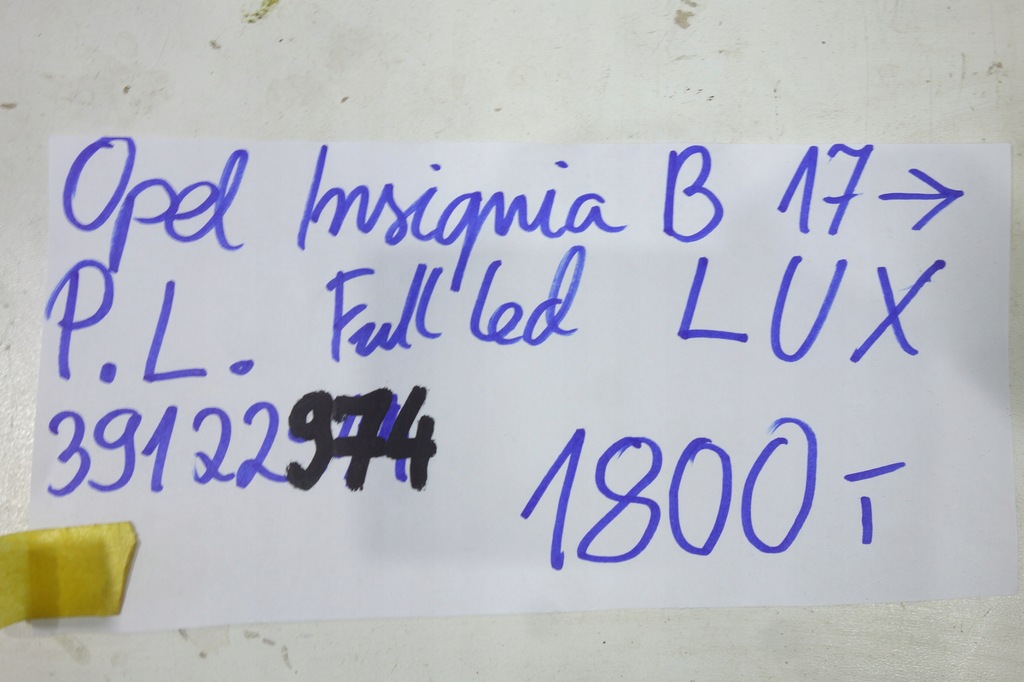 Opel Insignia B 17→
P.L. Full led LUX
39122974
1800,-